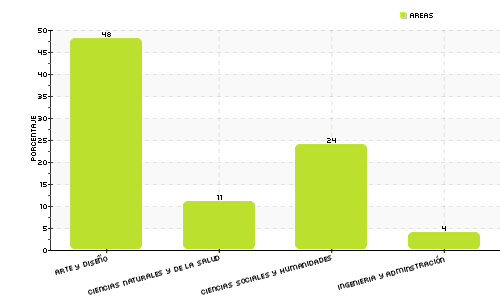 AREAS
PORCENTAJE
50
45
40
35
30
25
20
15
10
5
0
48
11
24
4
ARTE Y DISEÑO
CIENCIAS NATURALES Y DE LA SALUD
CIENCIAS SOCIALES Y HUMANIDADES
INGENIERIA Y ADMINSTRACIÓN